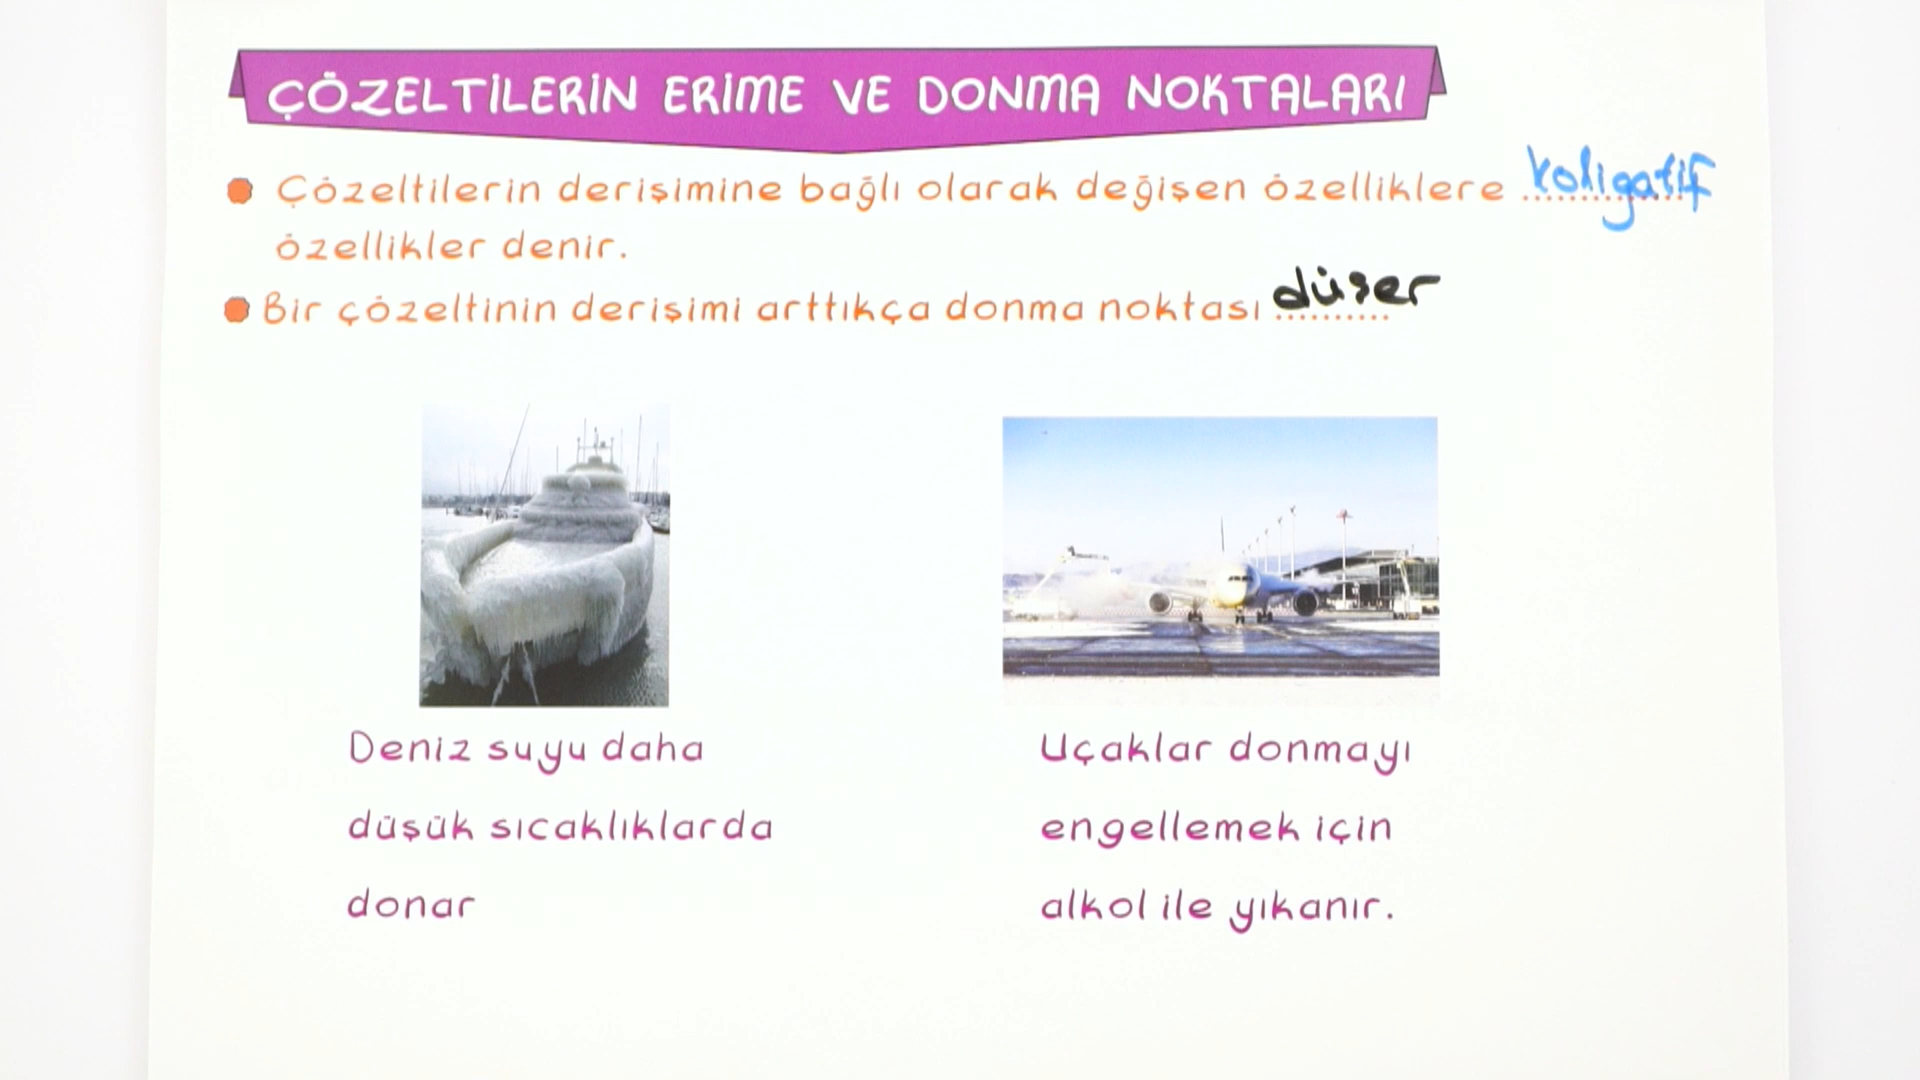 ÇÖZELTİLERİN ERİME VE DONMA NOKTALARI
Çözeltilerin derişimine bağlı olarak değişen özelliklere koligatif
özellikler denir.
Bir çözeltinin derişimi arttıkça donma noktası düşer
Deniz suyu daha
düşük sıcaklıklarda
donar
Uçaklar donmayı
engellemek için
alkol ile yıkanır.